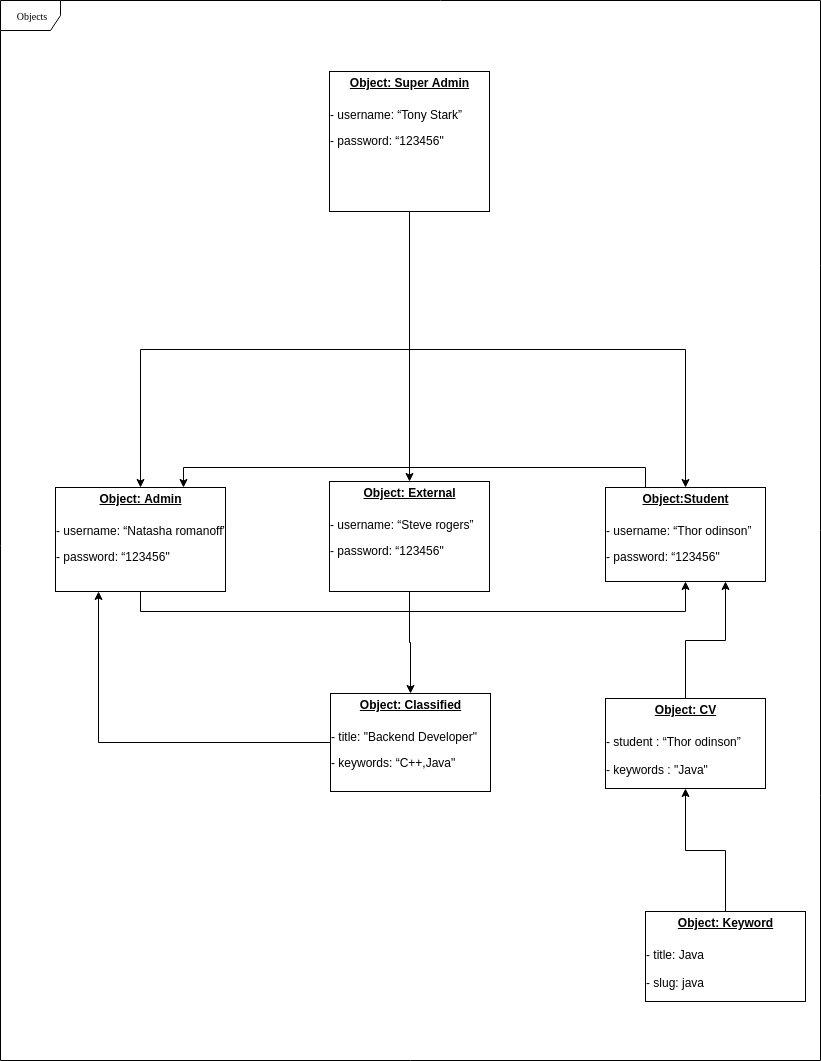 Objects
Object: Super Admin
- username: “Tony Stark”
- password: “123456"
Object: Admin
- username: “Natasha romanoff”
- password: “123456"
Object: External
- username: “Steve rogers”
- password: “123456"
Object:Student
- username: “Thor odinson”
- password: “123456"
Object: Classified
- title: "Backend Developer"
- keywords: “C++,Java"
Object: CV
- student : “Thor odinson”
- keywords : "Java"
Object: Keyword
- title: Java
- slug: java